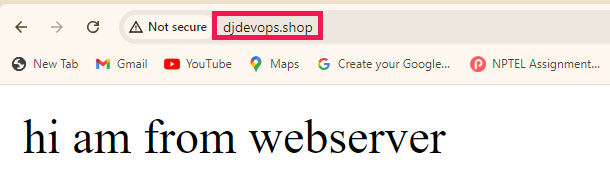 Not secure djdevops.shop
New Tab Gmail YouTube Maps Create your Google... NPTEL Assignment...
hi am from webserver